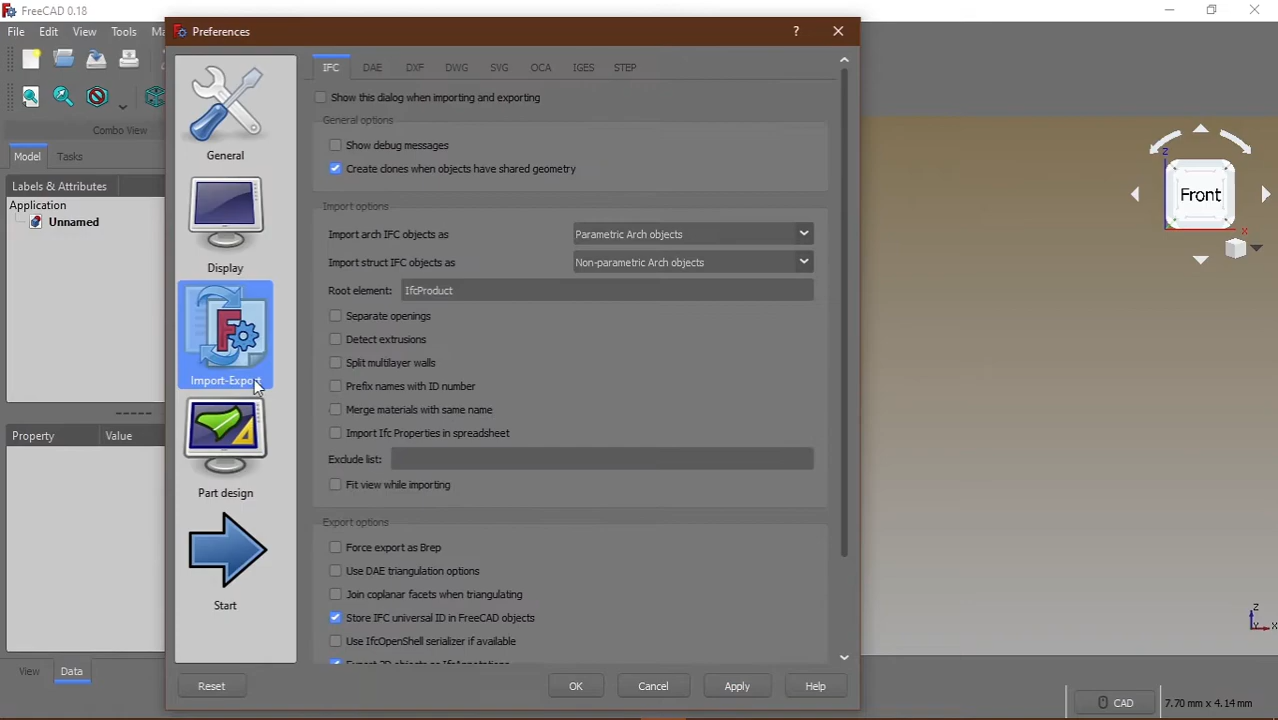 FreeCAD 0.18
File Edit View Tools
Preferences
?
Combo View
Model Tasks
Labels & Attributes
Application
Unnamed
Property Value
View Data
General
Display
Import-Export
Part design
Start
IFC DAE DXF DWG SVG OCA IGES STEP
Show this dialog when importing and exporting
General options
Show debug messages
Create clones when objects have shared geometry
Import options
Import arch IFC objects as Parametric Arch objects
Import struct IFC objects as Non-parametric Arch objects
Root element: IfcProduct
Separate openings
Detect extrusions
Split multilayer walls
Prefix names with ID number
Merge materials with same name
Import Ifc Properties in spreadsheet
Exclude list:
Fit view while importing
Export options
Force export as Brep
Use DAE triangulation options
Join coplanar facets when triangulating
Store IFC universal ID in FreeCAD objects
Use IfcOpenShell serializer if available
Export 2D objects as IfcAnnotations
Reset OK Cancel Apply Help
Front
Z
X
Z
Y
X
CAD 7.70 mm x 4.14 mm